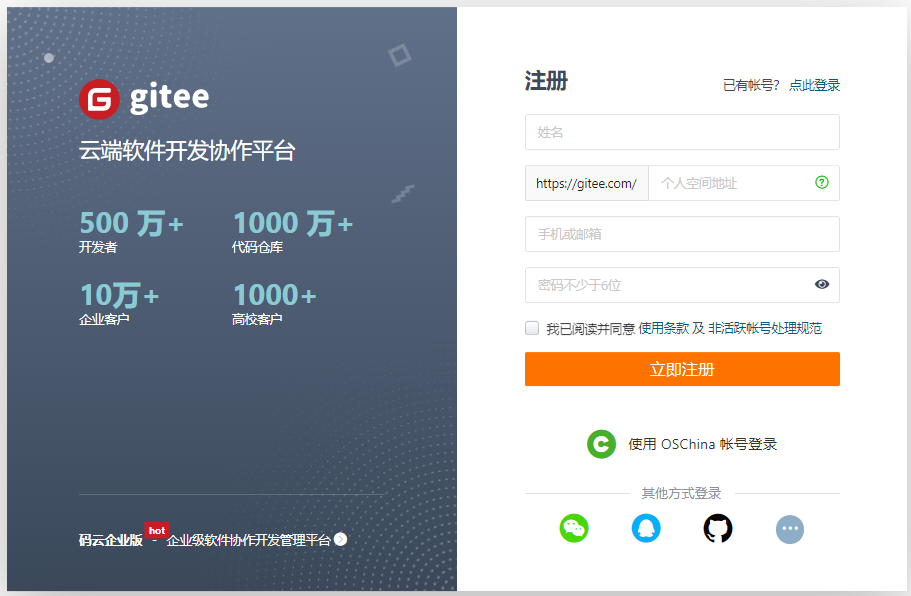 gitee
云端软件开发协作平台
500 万+
开发者
1000 万+
代码仓库
10万+
企业客户
1000+
高校客户
码云企业版 hot - 企业级软件协作开发管理平台
注册
已有帐号? 点此登录
姓名
https://gitee.com/ 个人空间地址
手机或邮箱
密码不少于6位
我已阅读并同意 使用条款 及 非活跃帐号处理规范
立即注册
使用 OSChina 帐号登录
其他方式登录